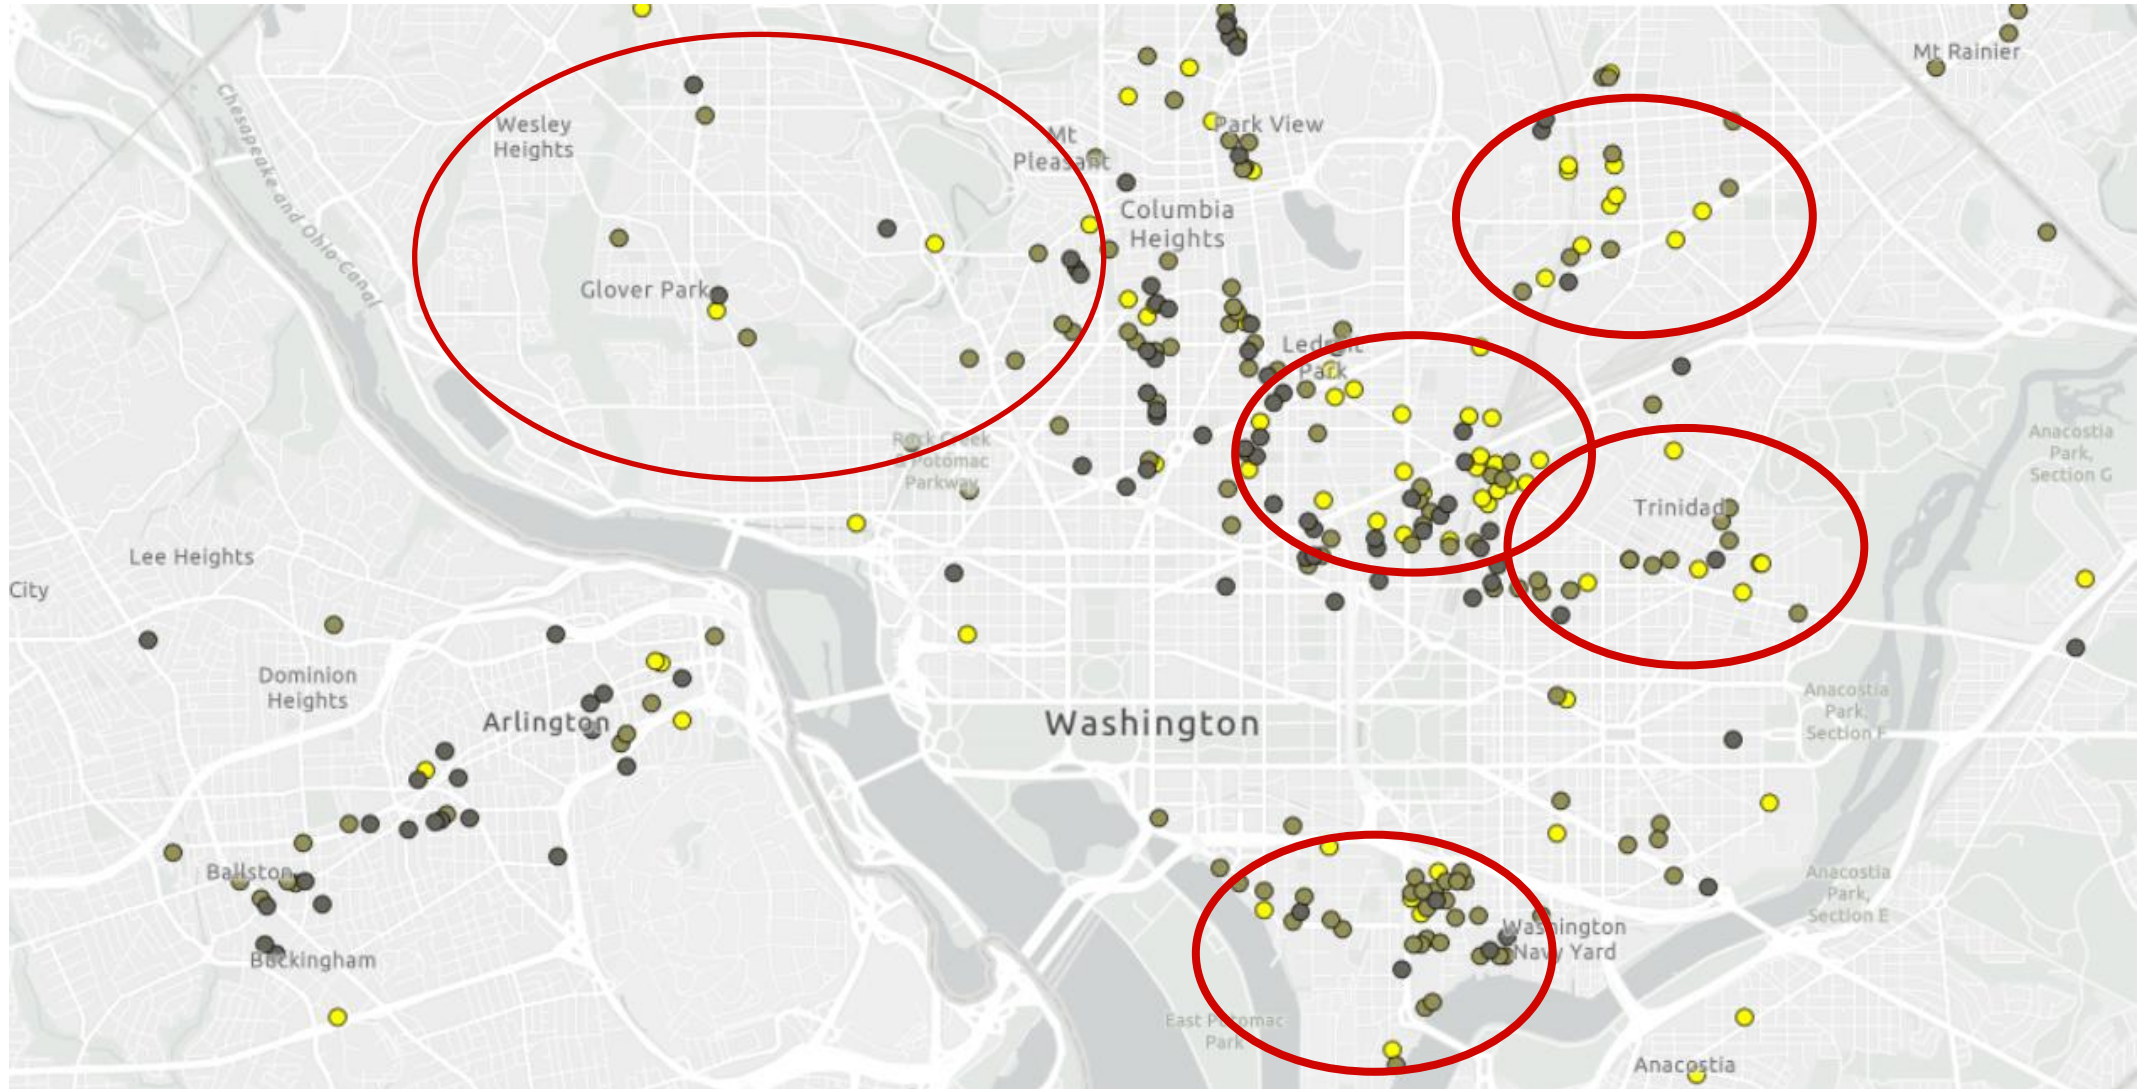 Mt Rainier
Chesapeake and Ohio Canal
Wesley
Heights
Mt
Pleasant
Park View
Columbia
Heights
Glover Park
Ledroit
Park
Rock Creek
& Potomac
Parkway
Anacostia
Park,
Section G
Trinidad
Lee Heights
City
Dominion
Heights
Arlington
Washington
Anacostia
Park,
Section F
Ballston
Anacostia
Park,
Section E
Washington
Navy Yard
Buckingham
East Potomac
Park
Anacostia